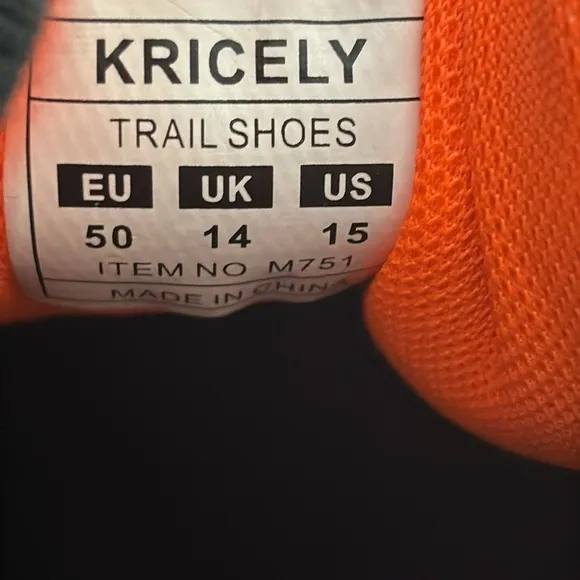 KRICELY
TRAIL SHOES
EU UK US
50 14 15
ITEM NO M751
MADE IN CHINA